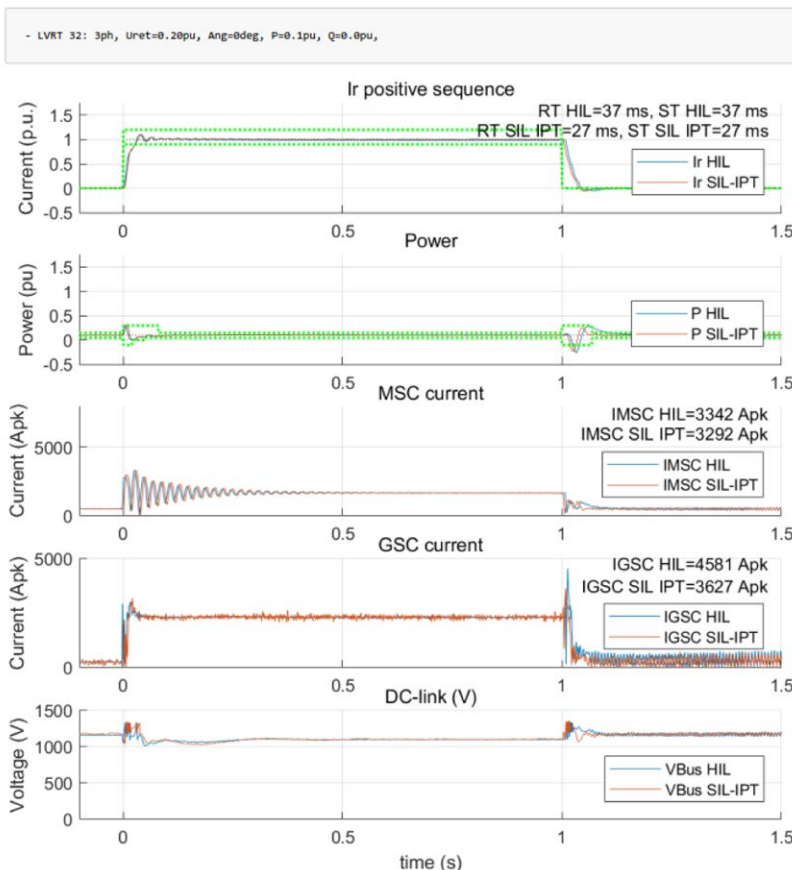 - LVRT 32: 3ph, Uret=0.20pu, Ang=0deg, P=0.1pu, Q=0.0pu,
Ir positive sequence
RT HIL=37 ms, ST HIL=37 ms
RT SIL IPT=27 ms, ST SIL IPT=27 ms
Current (p.u.)
1.5
1
0.5
0
-0.5
Ir HIL
Ir SIL-IPT
0 0.5 1 1.5
Power
Power (pu)
1.5
1
0.5
0
-0.5
P HIL
P SIL-IPT
0 0.5 1 1.5
MSC current
IMSC HIL=3342 Apk
IMSC SIL IPT=3292 Apk
Current (Apk)
5000
0
IMSC HIL
IMSC SIL-IPT
0 0.5 1 1.5
GSC current
IGSC HIL=4581 Apk
IGSC SIL IPT=3627 Apk
Current (Apk)
5000
0
IGSC HIL
IGSC SIL-IPT
0 0.5 1 1.5
DC-link (V)
Voltage (V)
1500
1000
500
0
VBus HIL
VBus SIL-IPT
0 0.5 1 1.5
time (s)